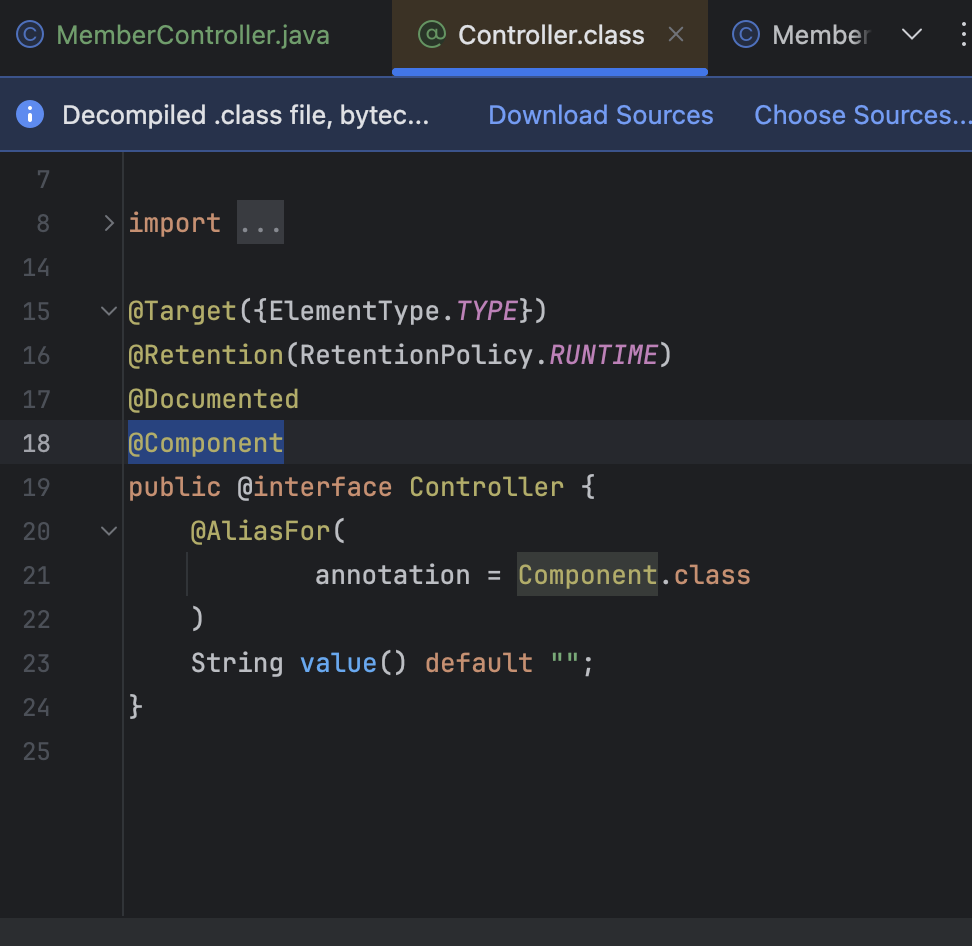 MemberController.java
Controller.class
Member
Decompiled .class file, bytec...
Download Sources
Choose Sources...
7
8 import ...
14
15 @Target({ElementType.TYPE})
16 @Retention(RetentionPolicy.RUNTIME)
17 @Documented
18 @Component
19 public @interface Controller {
20 @AliasFor(
21 annotation = Component.class
22 )
23 String value() default "";
24 }
25